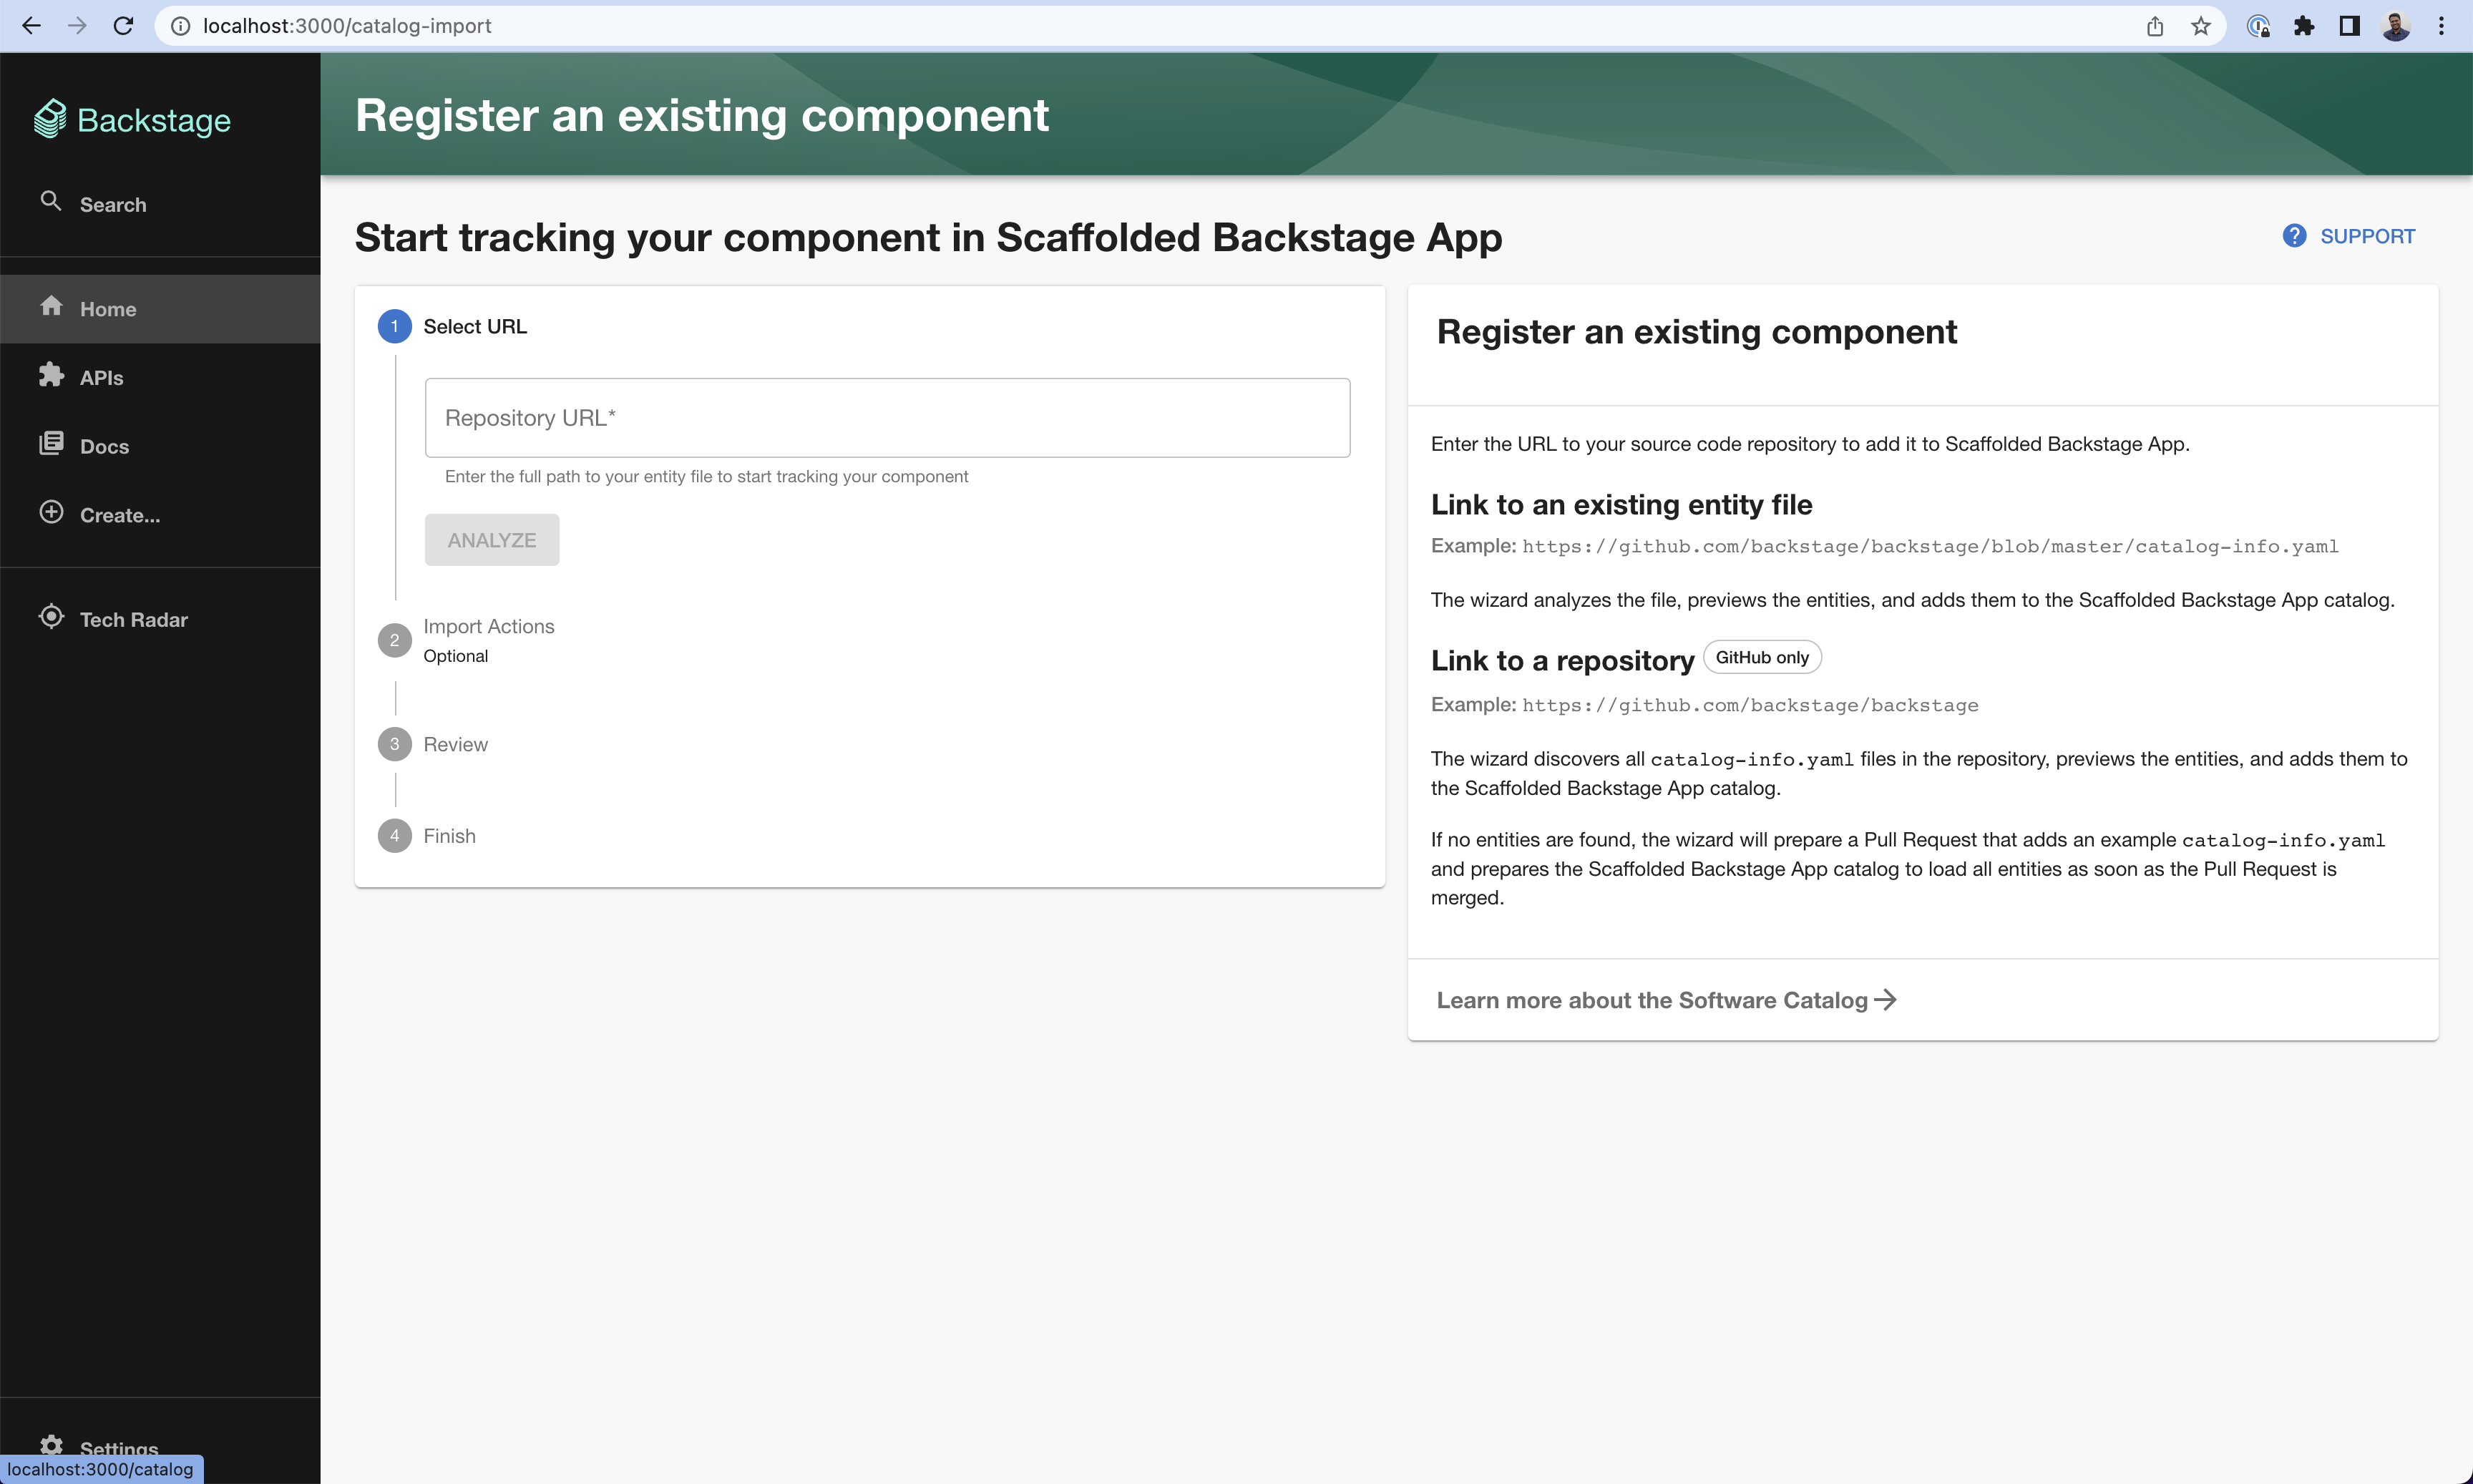 localhost:3000/catalog-import
Backstage
Search
Home
APIs
Docs
Create...
Tech Radar
Settings
localhost:3000/catalog
Register an existing component
Start tracking your component in Scaffolded Backstage App
SUPPORT
1 Select URL
Repository URL*
Enter the full path to your entity file to start tracking your component
ANALYZE
2 Import Actions
Optional
3 Review
4 Finish
Register an existing component
Enter the URL to your source code repository to add it to Scaffolded Backstage App.
Link to an existing entity file
Example: https://github.com/backstage/backstage/blob/master/catalog-info.yaml
The wizard analyzes the file, previews the entities, and adds them to the Scaffolded Backstage App catalog.
Link to a repository GitHub only
Example: https://github.com/backstage/backstage
The wizard discovers all catalog-info.yaml files in the repository, previews the entities, and adds them to
the Scaffolded Backstage App catalog.
If no entities are found, the wizard will prepare a Pull Request that adds an example catalog-info.yaml
and prepares the Scaffolded Backstage App catalog to load all entities as soon as the Pull Request is
merged.
Learn more about the Software Catalog